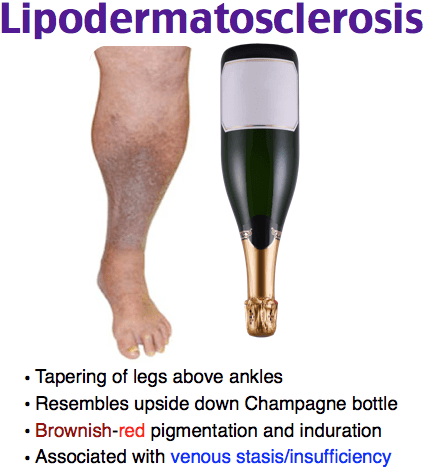 Lipodermatosclerosis
• Tapering of legs above ankles
• Resembles upside down Champagne bottle
• Brownish-red pigmentation and induration
• Associated with venous stasis/insufficiency